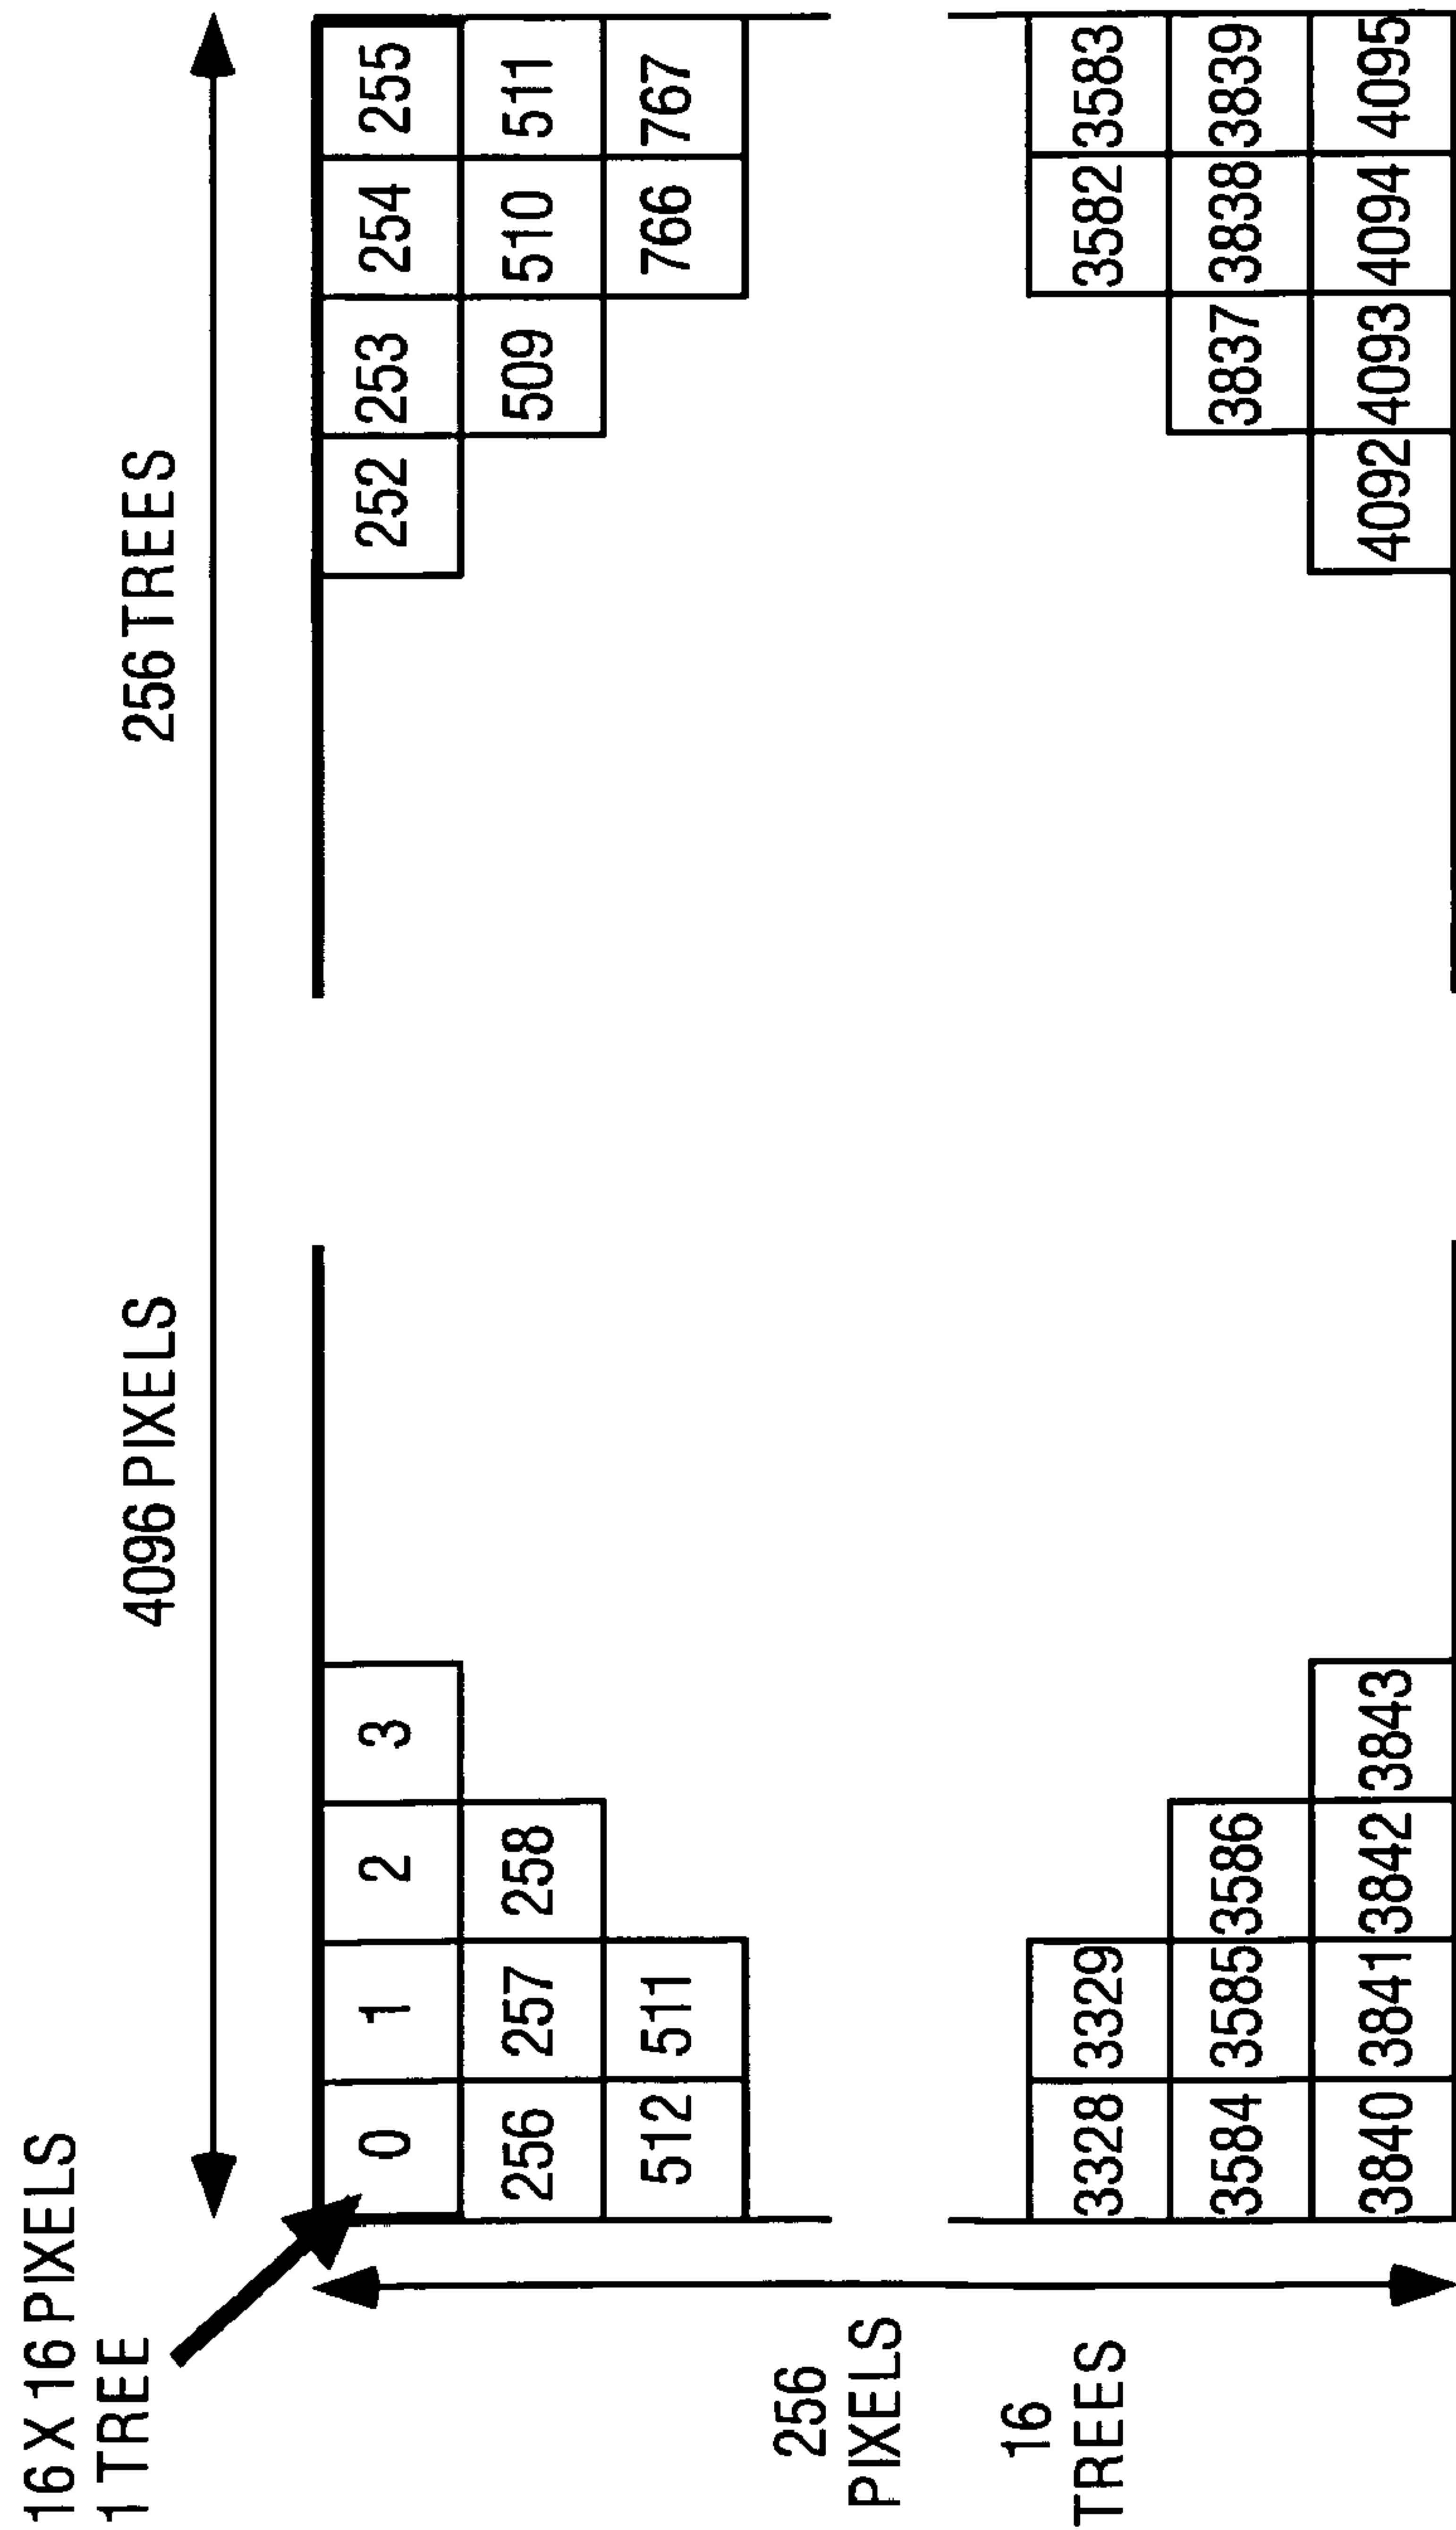 16 X 16 PIXELS
1 TREE
4096 PIXELS
256 TREES
0 1 2 3
252 253 254 255
256 257 258
509 510 511
512 511
766 767
256
PIXELS
16
TREES
3328 3329
3582 3583
3584 3585 3586
3837 3838 3839
3840 3841 3842 3843
4092 4093 4094 4095